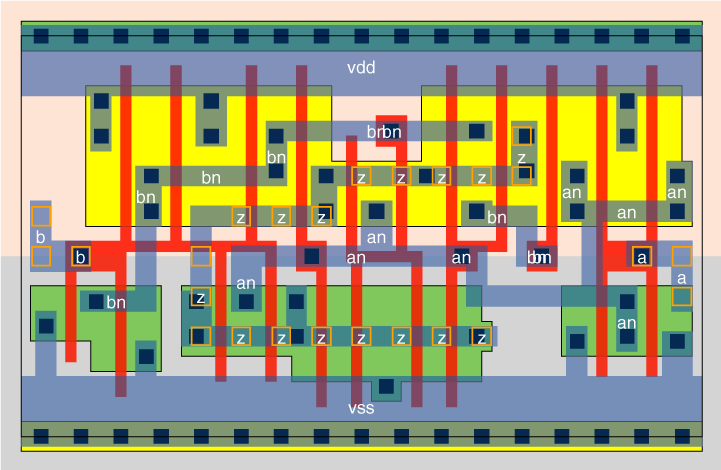 vdd
bn bn
bn z
bn z z z z z
an an
bn
z z z bn an
b an
b an an bn bn a
an a
bn z an
z z z z z z z z
vss